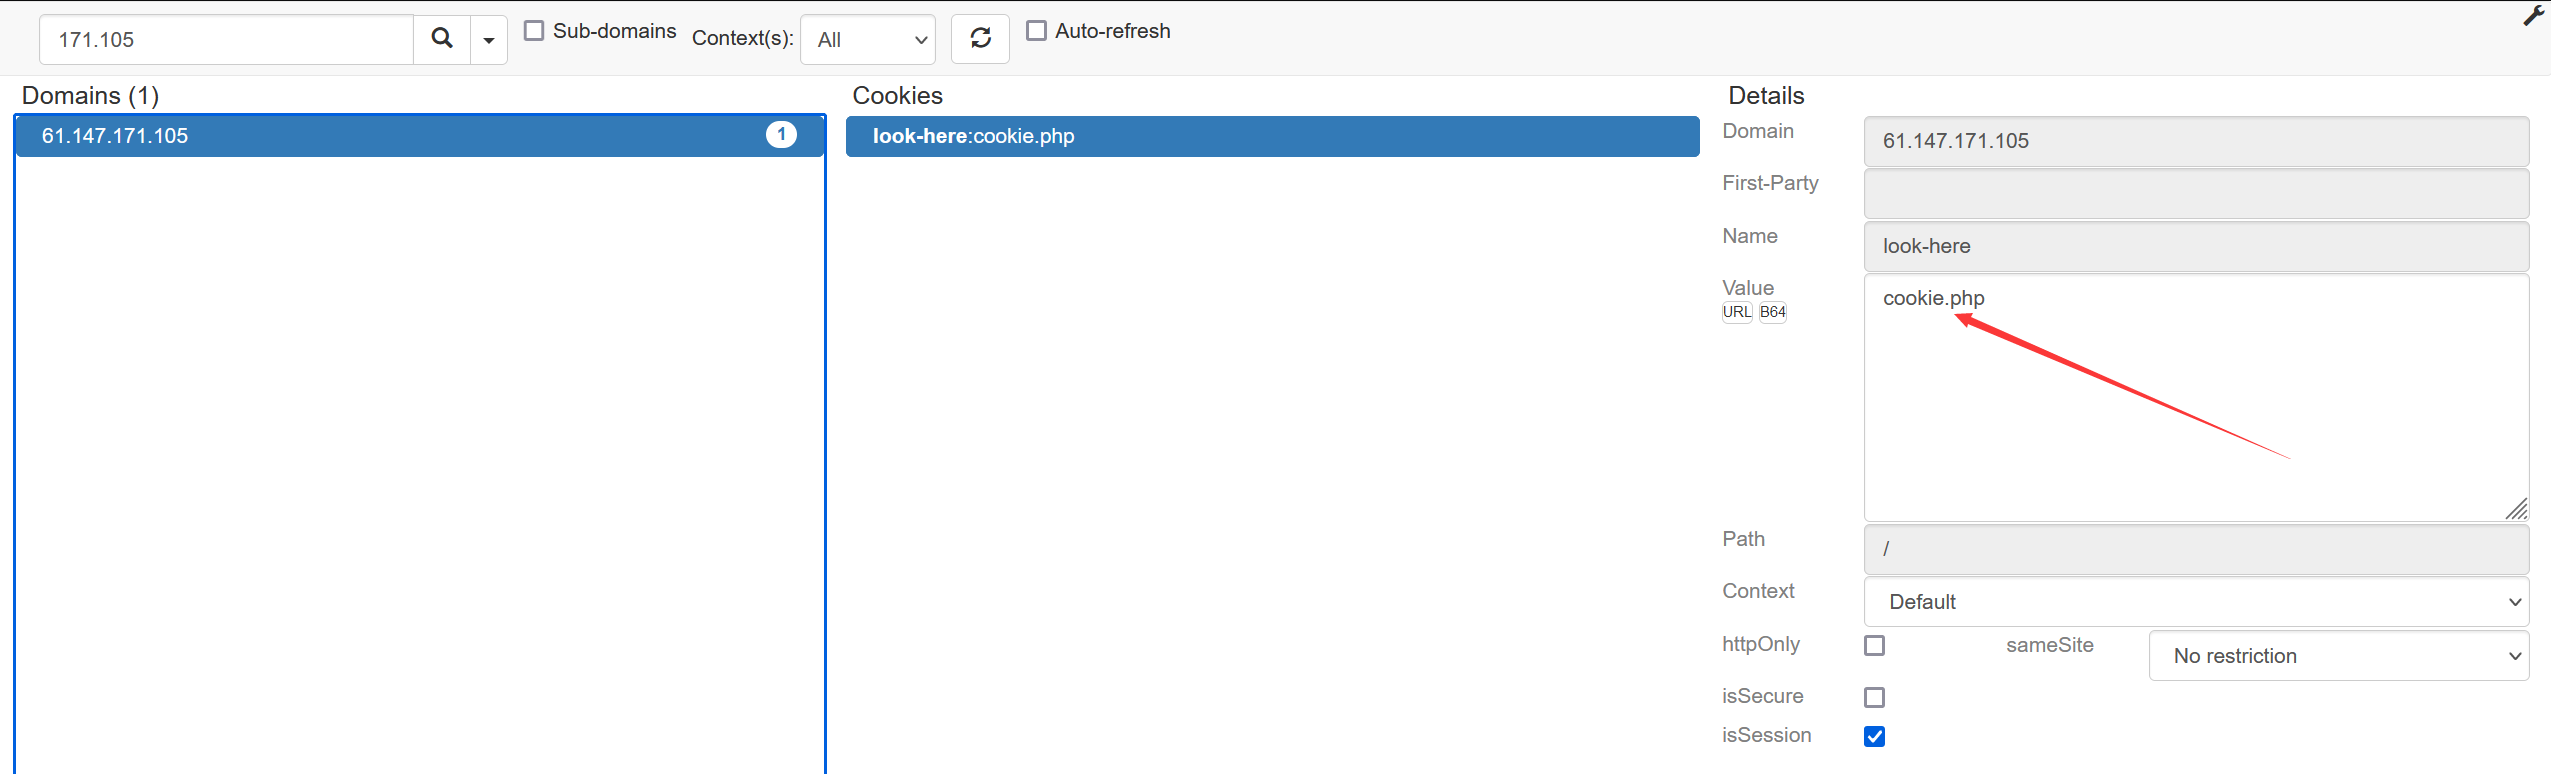 171.105
Sub-domains
Context(s):
All
Auto-refresh
Domains (1)
61.147.171.105
1
Cookies
look-here:cookie.php
Details
Domain
61.147.171.105
First-Party
Name
look-here
Value
cookie.php
URL B64
Path
/
Context
Default
httpOnly
sameSite
No restriction
isSecure
isSession